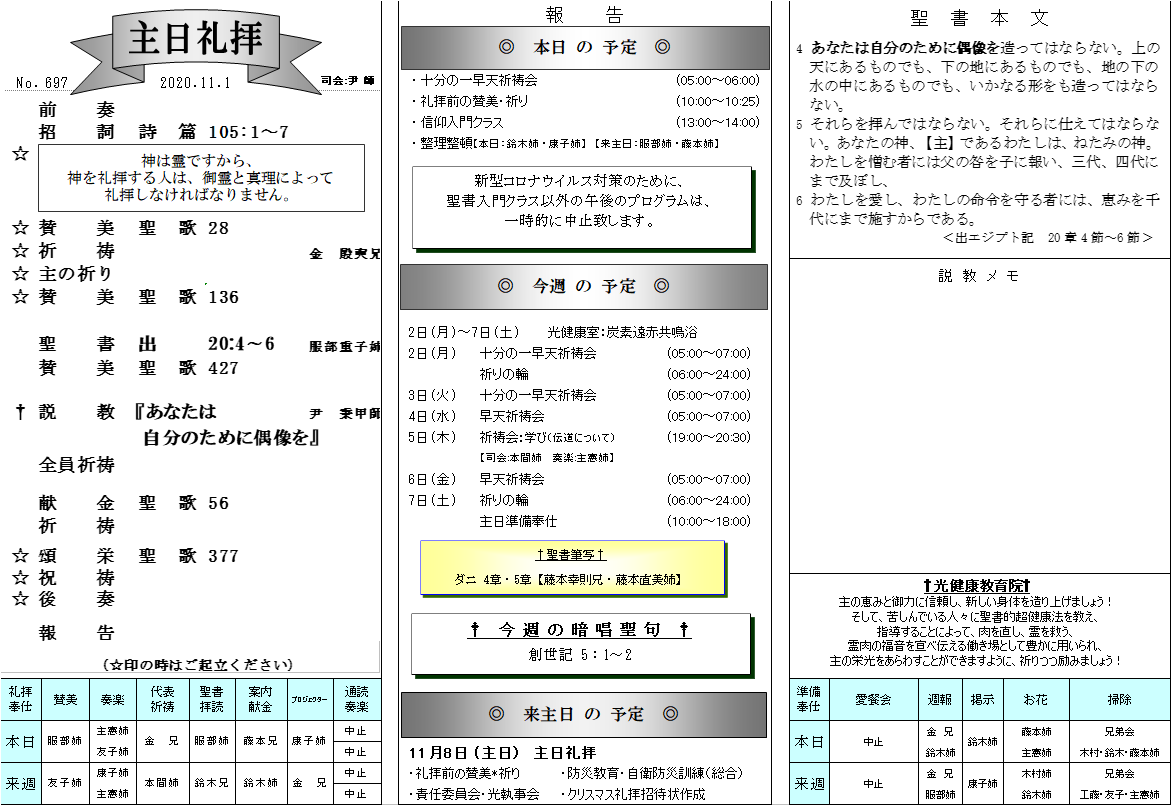 主日礼拝
No. 697
2020.11.1
司会:尹 師
前 奏
招 詞 詩 篇 105:1～7
☆
神は霊ですから、
神を礼拝する人は、御霊と真理によって
礼拝しなければなりません。
☆ 賛 美 聖 歌 28
☆ 祈 祷 金 殷奭兄
☆ 主の祈り
☆ 賛 美 聖 歌 136
聖 書 出 20:4～6 服部重子姉
賛 美 聖 歌 427
† 説 教 『あなたは 尹 秉甲師
自分のために偶像を』
全員祈祷
献 金 聖 歌 56
祈 祷
☆ 頌 栄 聖 歌 377
☆ 祝 祷
☆ 後 奏
報 告
(☆印の時はご起立ください)
礼拝奉仕 賛美 奏楽 代表祈祷 聖書拝読 案内献金 プロジェクター 通読奏楽
本日 服部姉 主憲姉 友子姉 金 兄 服部姉 藤本兄 康子姉 中止 中止
来週 友子姉 康子姉 主憲姉 本間姉 鈴木兄 鈴木姉 金 兄 中止 中止
報 告
◎ 本日 の 予定 ◎
・十分の一早天祈祷会 (05:00～06:00)
・礼拝前の賛美・祈り (10:00～10:25)
・信仰入門クラス (13:00～14:00)
・整理整頓【本日:鈴木姉・康子姉】【来主日:服部姉・藤本姉】
新型コロナウイルス対策のために、
聖書入門クラス以外の午後のプログラムは、
一時的に中止致します。
◎ 今週 の 予定 ◎
2日(月)～7日(土) 光健康室:炭素遠赤共鳴浴
2日(月) 十分の一早天祈祷会 (05:00～07:00)
祈りの輪 (06:00～24:00)
3日(火) 十分の一早天祈祷会 (05:00～07:00)
4日(水) 早天祈祷会 (05:00～07:00)
5日(木) 祈祷会:学び(伝道について) (19:00～20:30)
【司会:本間姉 奏楽:主憲姉】
6日(金) 早天祈祷会 (05:00～07:00)
7日(土) 祈りの輪 (06:00～24:00)
主日準備奉仕 (10:00～18:00)
†聖書筆写†
ダニ 4章・5章【藤本幸則兄・藤本直美姉】
† 今週の暗唱聖句 †
創世記 5:1～2
◎ 来主日 の 予定 ◎
11月8日(主日) 主日礼拝
・礼拝前の賛美*祈り ・防災教育・自衛防災訓練(総合)
・責任委員会・光執事会 ・クリスマス礼拝招待状作成
聖 書 本 文
4 あなたは自分のために偶像を造ってはならない。上の
天にあるものでも、下の地にあるものでも、地の下の
水の中にあるものでも、いかなる形をも造ってはなら
ない。
5 それらを拝んではならない。それらに仕えてはならな
い。あなたの神、【主】であるわたしは、ねたみの神。
わたしを憎む者には父の咎を子に報い、三代、四代に
まで及ぼし、
6 わたしを愛し、わたしの命令を守る者には、恵みを千
代にまで施すからである。
＜出エジプト記 20章4節～6節＞
説 教 メ モ
†光健康教育院†
主の恵みと御力に信頼し、新しい身体を造り上げましょう!
そして、苦しんでいる人々に聖書的超健康法を教え、
指導することによって、肉を直し、霊を救う、
霊肉の福音を宣べ伝える働き場として豊かに用いられ、
主の栄光をあらわすことができますように、祈りつつ励みましょう!
準備奉仕 愛餐会 週報 掲示 お花 掃除
本日 中止 金 兄 鈴木姉 鈴木姉 藤本姉 主憲姉 兄弟会 木村・鈴木・藤本姉
来週 中止 金 兄 服部姉 康子姉 木村姉 鈴木姉 兄弟会 工藤・友子・主憲姉